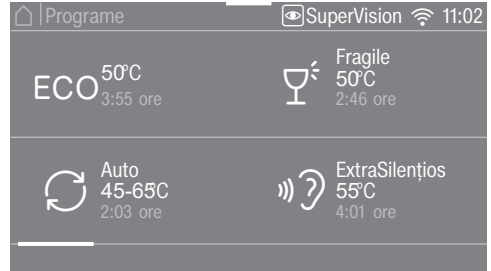 Programe SuperVision 11:02
ECO 50°C
3:55 ore
Fragile
50°C
2:46 ore
Auto
45-65°C
2:03 ore
ExtraSilențios
55°C
4:01 ore